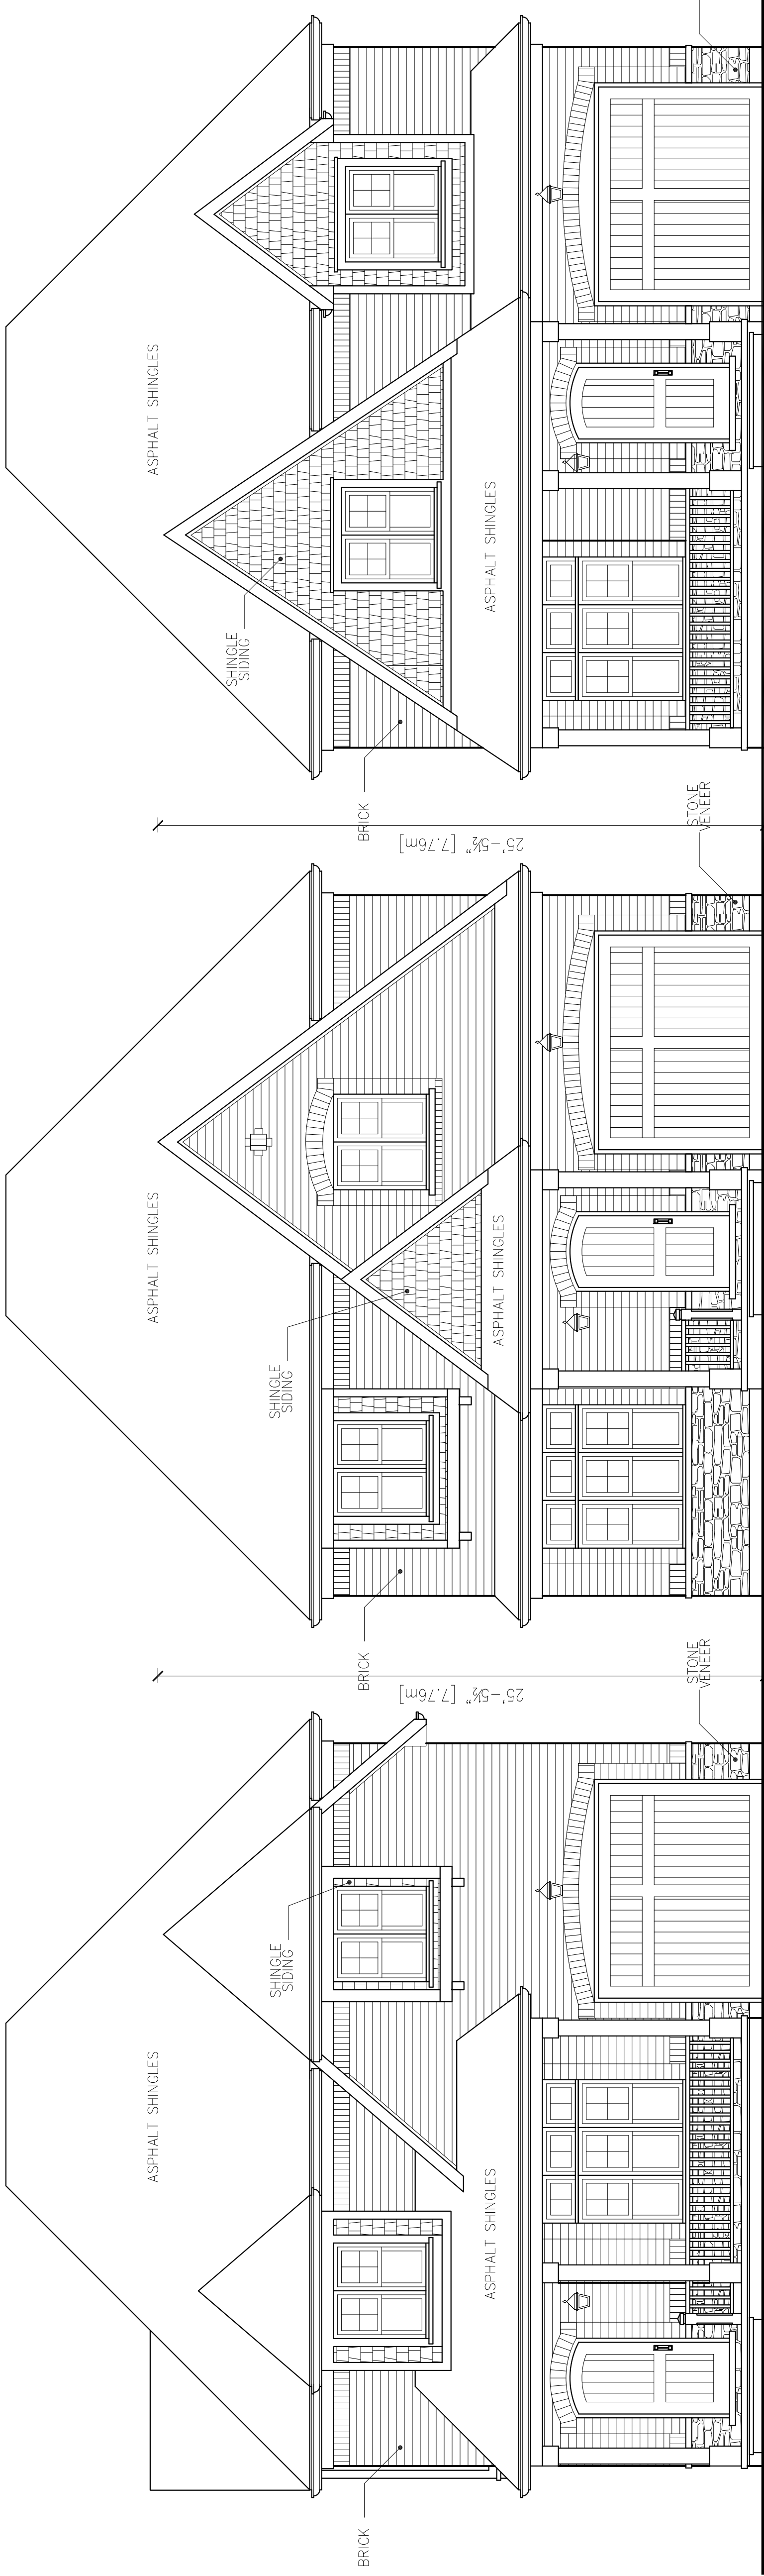 ASPHALT SHINGLES
SHINGLE
SIDING
ASPHALT SHINGLES
BRICK
25'-5½" [7.76m]
STONE
VENEER
ASPHALT SHINGLES
SHINGLE
SIDING
ASPHALT SHINGLES
BRICK
25'-5½" [7.76m]
STONE
VENEER
ASPHALT SHINGLES
SHINGLE
SIDING
ASPHALT SHINGLES
BRICK